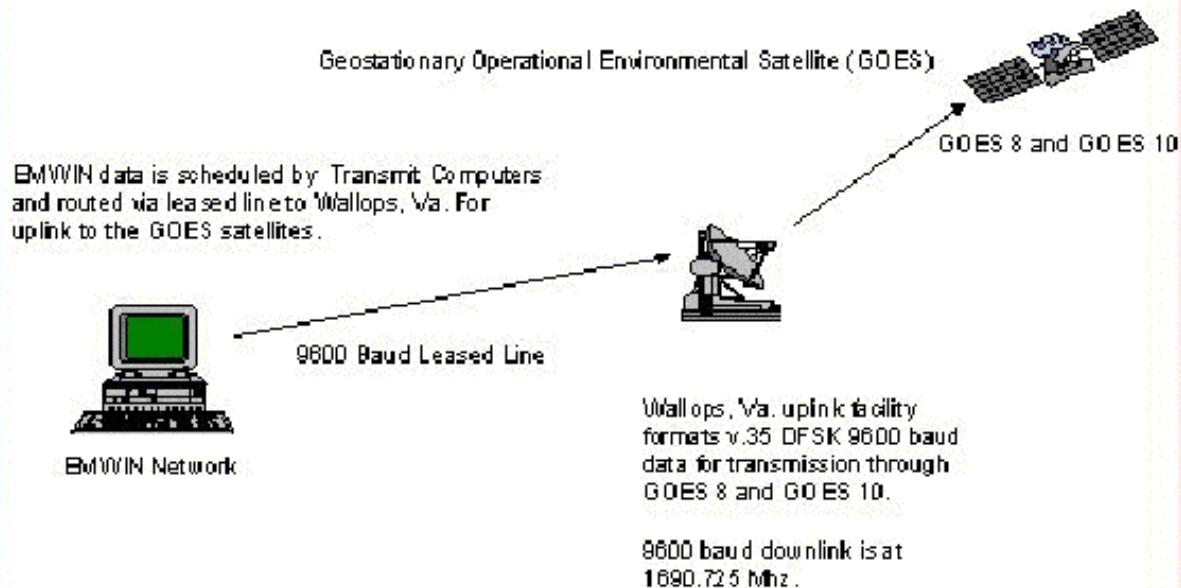 Geostationary Operational Environmental Satellite (GOES)
GOES 8 and GOES 10
EMWIN data is scheduled by Transmit Computers
and routed via leased line to Wallops, Va. For
uplink to the GOES satellites.
9600 Baud Leased Line
EMWIN Network
Wallops, Va. uplink facility
formats v.35 DFSK 9600 baud
data for transmission through
GOES 8 and GOES 10.
9600 baud downlink is at
1690.725 Mhz.